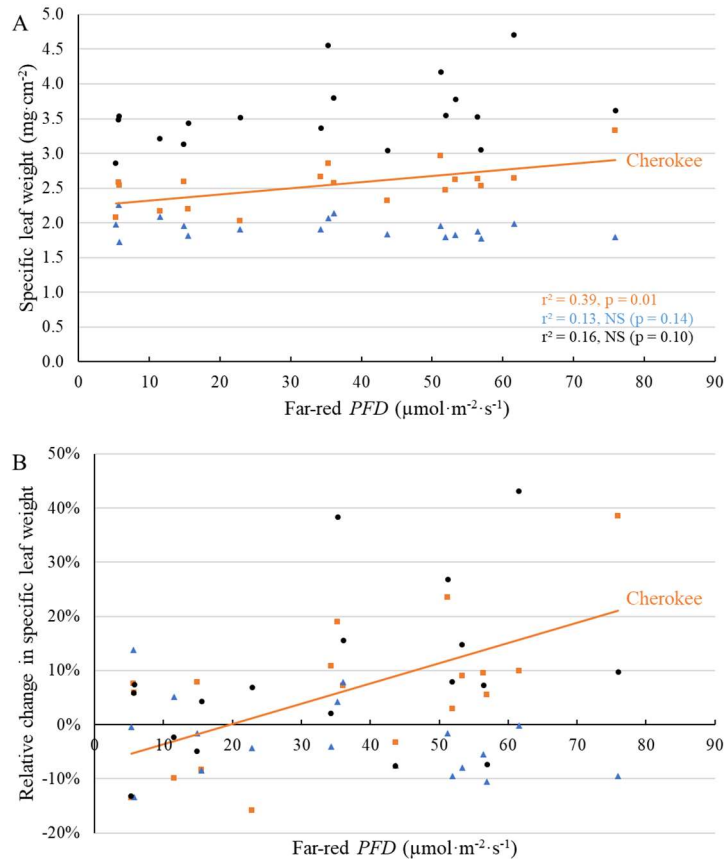 A
5.0
4.5
4.0
3.5
3.0
2.5
2.0
1.5
1.0
0.5
0.0
Specific leaf weight (mg·cm⁻²)
Cherokee
r² = 0.39, p = 0.01
r² = 0.13, NS (p = 0.14)
r² = 0.16, NS (p = 0.10)
0 10 20 30 40 50 60 70 80 90
Far-red PFD (µmol·m⁻²·s⁻¹)
B
50%
40%
30%
20%
10%
0%
-10%
-20%
Relative change in specific leaf weight
Cherokee
0 10 20 30 40 50 60 70 80 90
Far-red PFD (µmol·m⁻²·s⁻¹)